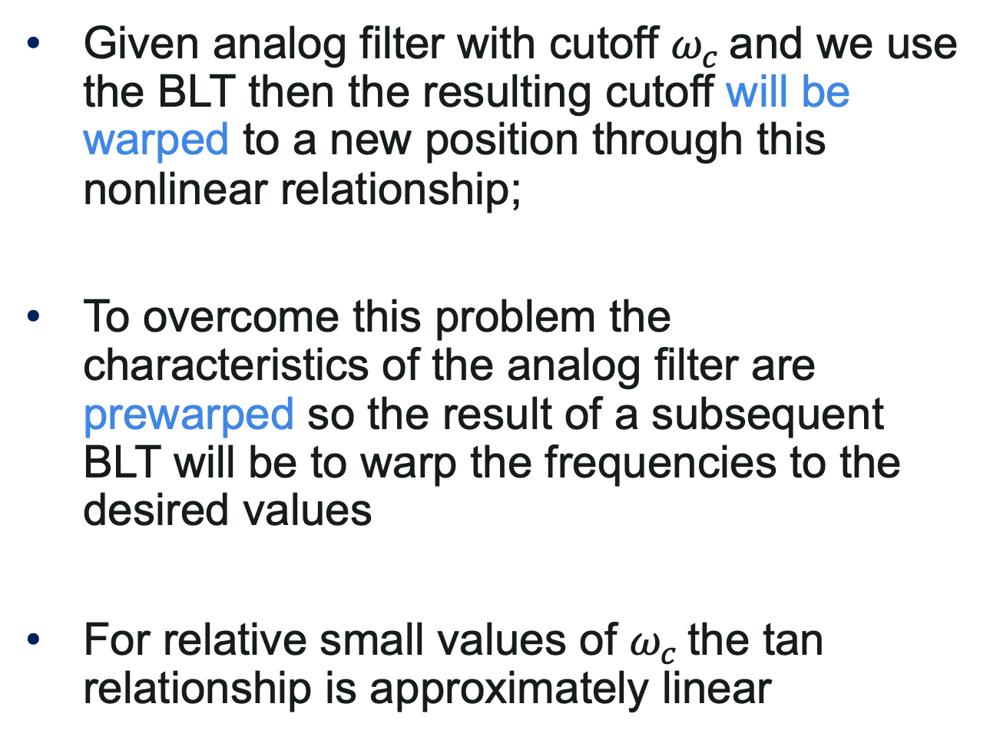 • Given analog filter with cutoff ω_c and we use
the BLT then the resulting cutoff will be
warped to a new position through this
nonlinear relationship;
• To overcome this problem the
characteristics of the analog filter are
prewarped so the result of a subsequent
BLT will be to warp the frequencies to the
desired values
• For relative small values of ω_c the tan
relationship is approximately linear